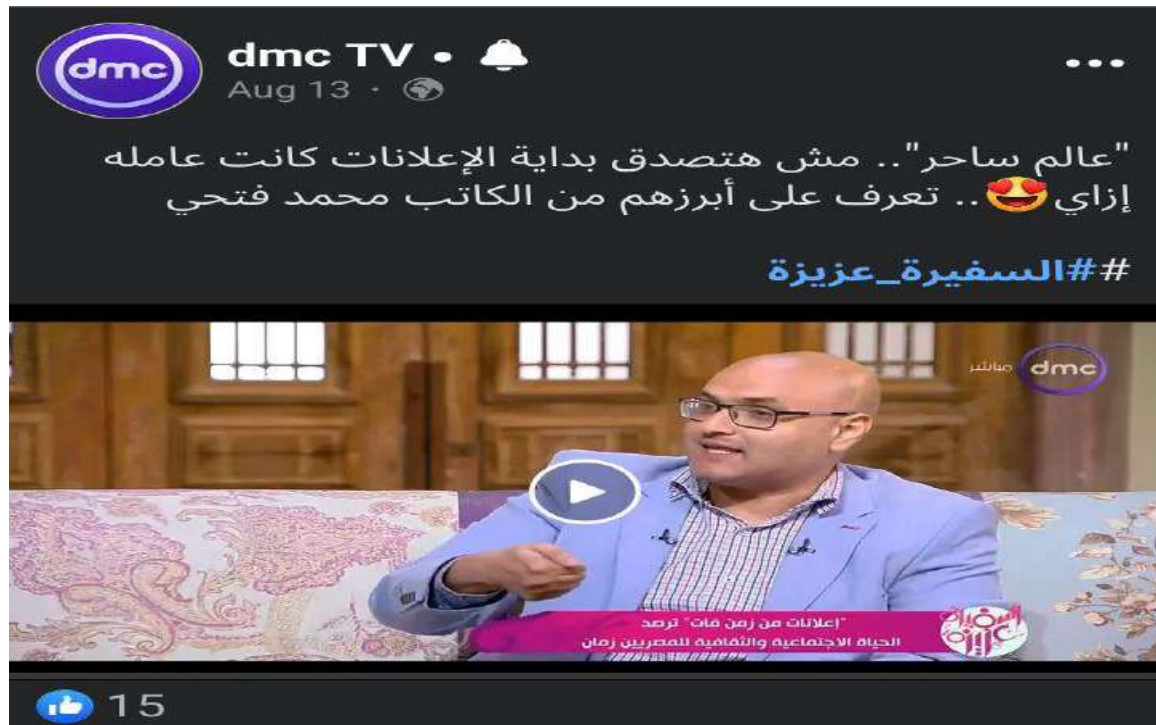 dmc
dmc TV •
Aug 13 ·
"عالم ساحر".. مش هتصدق بداية الإعلانات كانت عامله
إزاي😍.. تعرف على أبرزهم من الكاتب محمد فتحي
##السفيرة_عزيزة
مباشر dmc
"إعلانات من زمن فات" ترصد
الحياة الاجتماعية والثقافية للمصريين زمان
السفيرة عزيزة
15